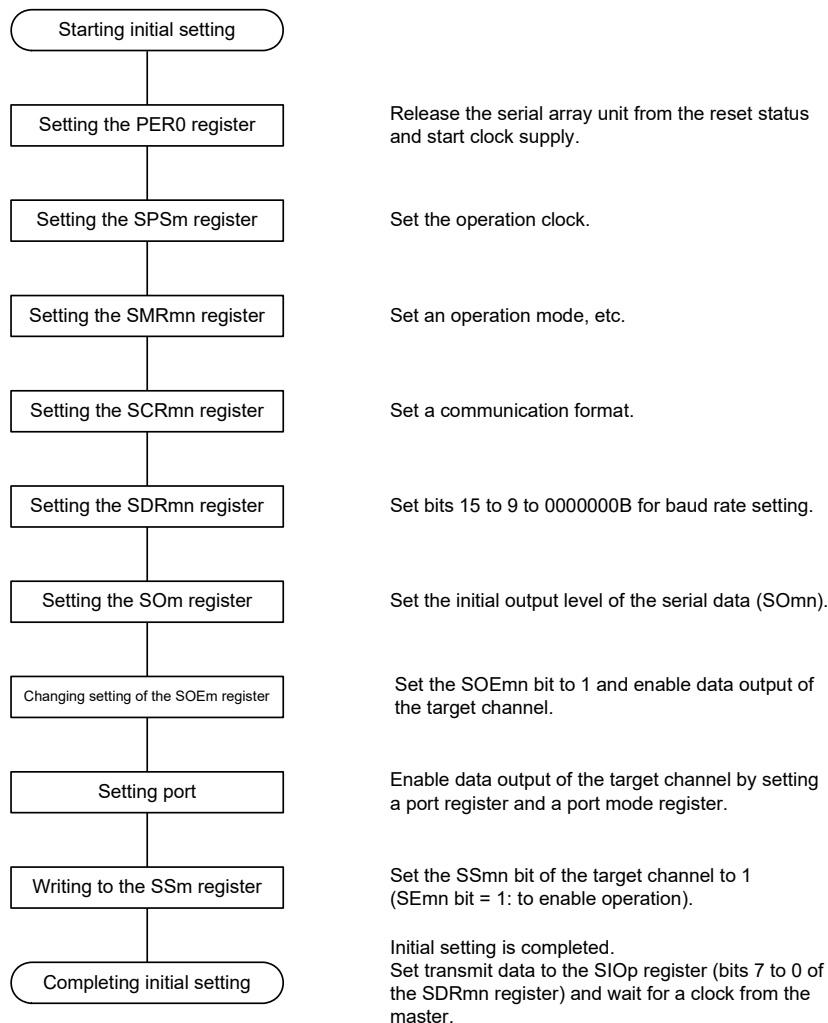 Starting initial setting
Setting the PER0 register
Release the serial array unit from the reset status
and start clock supply.
Setting the SPSm register
Set the operation clock.
Setting the SMRmn register
Set an operation mode, etc.
Setting the SCRmn register
Set a communication format.
Setting the SDRmn register
Set bits 15 to 9 to 0000000B for baud rate setting.
Setting the SOm register
Set the initial output level of the serial data (SOmn).
Changing setting of the SOEm register
Set the SOEmn bit to 1 and enable data output of
the target channel.
Setting port
Enable data output of the target channel by setting
a port register and a port mode register.
Writing to the SSm register
Set the SSmn bit of the target channel to 1
(SEmn bit = 1: to enable operation).
Completing initial setting
Initial setting is completed.
Set transmit data to the SIOp register (bits 7 to 0 of
the SDRmn register) and wait for a clock from the
master.